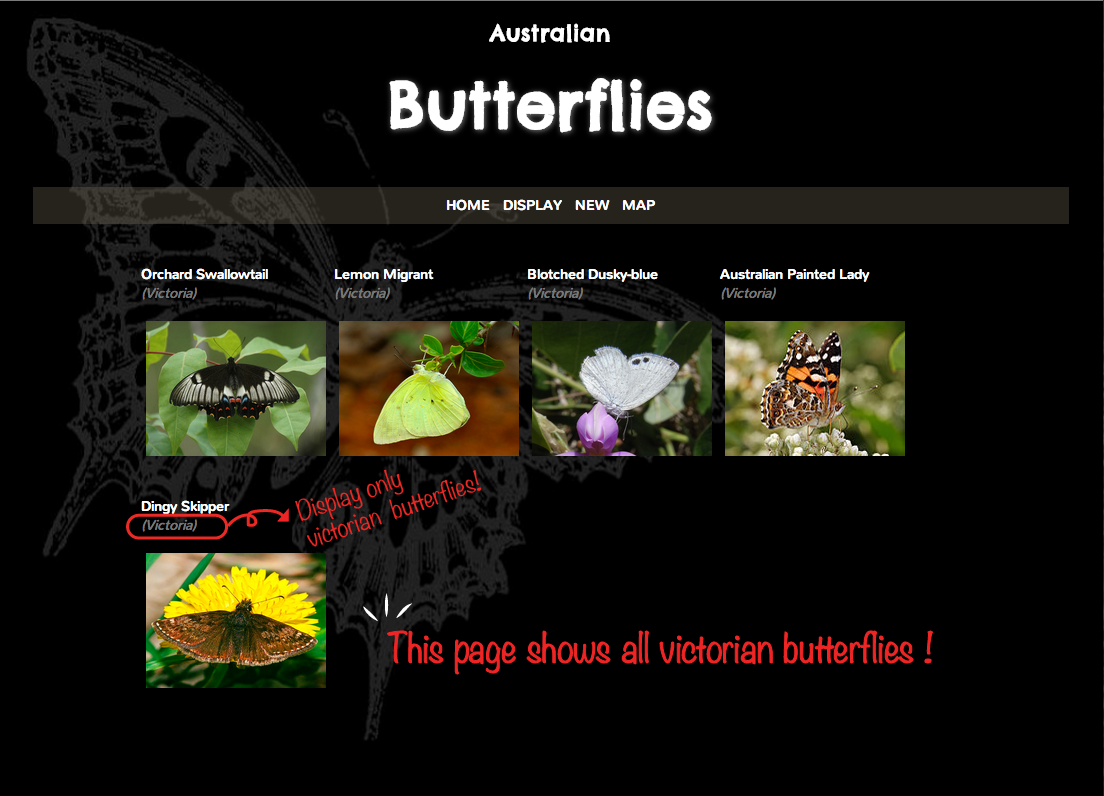 Australian
Butterflies
HOME DISPLAY NEW MAP
Orchard Swallowtail
(Victoria)
Lemon Migrant
(Victoria)
Blotched Dusky-blue
(Victoria)
Australian Painted Lady
(Victoria)
Dingy Skipper
(Victoria)
Display only
victorian butterflies!
This page shows all victorian butterflies !